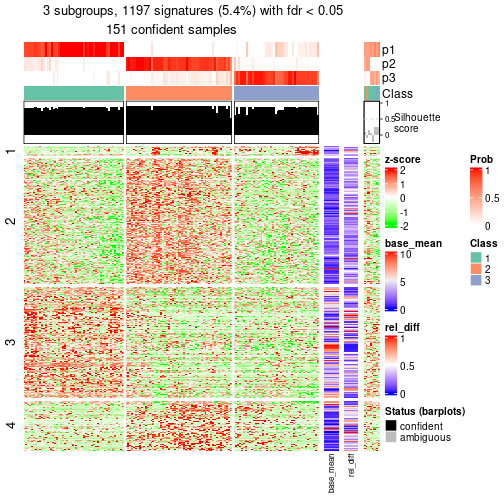 3 subgroups, 1197 signatures (5.4%) with fdr < 0.05
151 confident samples
p1
p2
p3
Class
1
0.5
0
Silhouette
score
1
2
3
4
z-score
2
1
0
-1
-2
Prob
1
0.5
0
base_mean
10
5
0
Class
1
2
3
rel_diff
1
0.5
0
Status (barplots)
confident
ambiguous
base_mean
rel_diff